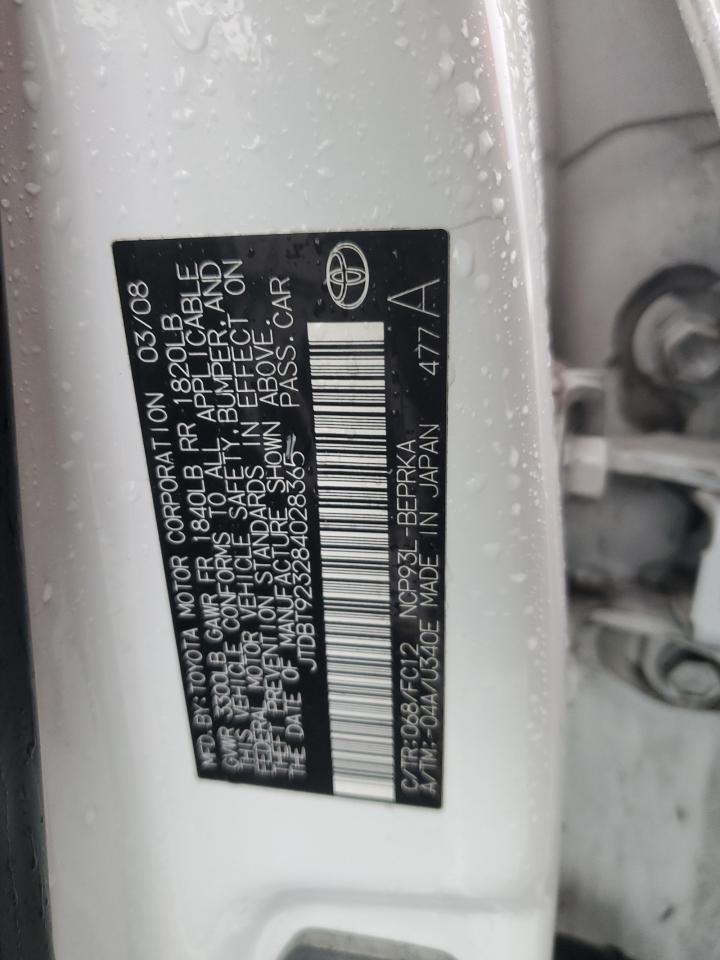 MFD. BY: TOYOTA MOTOR CORPORATION 03/08
GVWR 3300LB GAWR FR 1840LB RR 1820LB
THIS VEHICLE CONFORMS TO ALL APPLICABLE
FEDERAL MOTOR VEHICLE SAFETY, BUMPER, AND
THEFT PREVENTION STANDARDS IN EFFECT ON
THE DATE OF MANUFACTURE SHOWN ABOVE.
JTDBT923284028365 PASS. CAR
C/TR: 068/FC12 NCP93L-BEPRKA 477 A
A/TM: -04A/U340E MADE IN JAPAN